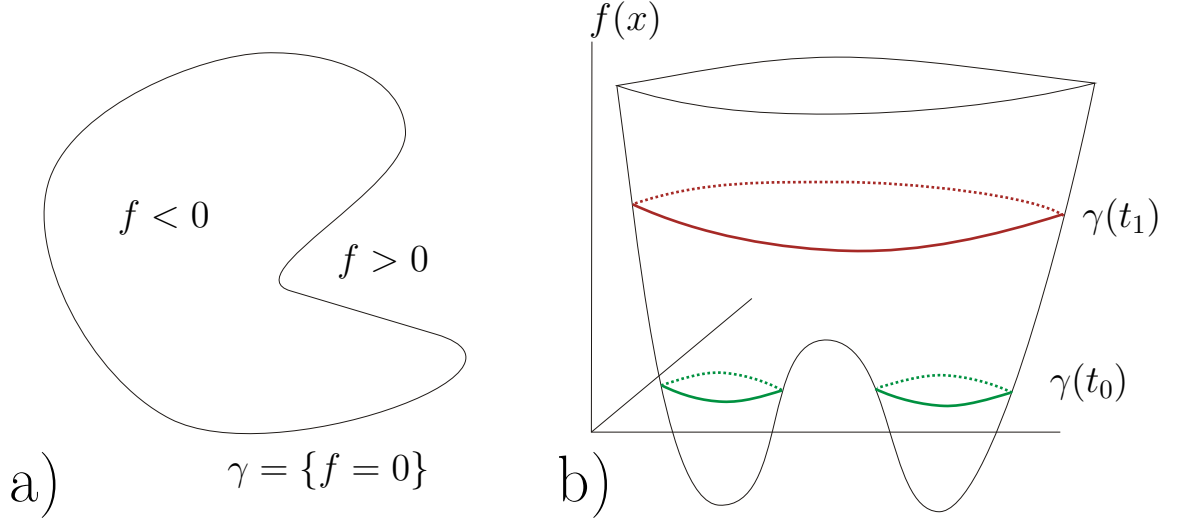 f < 0
f > 0
γ = {f = 0}
a)
f(x)
γ(t₁)
γ(t₀)
b)